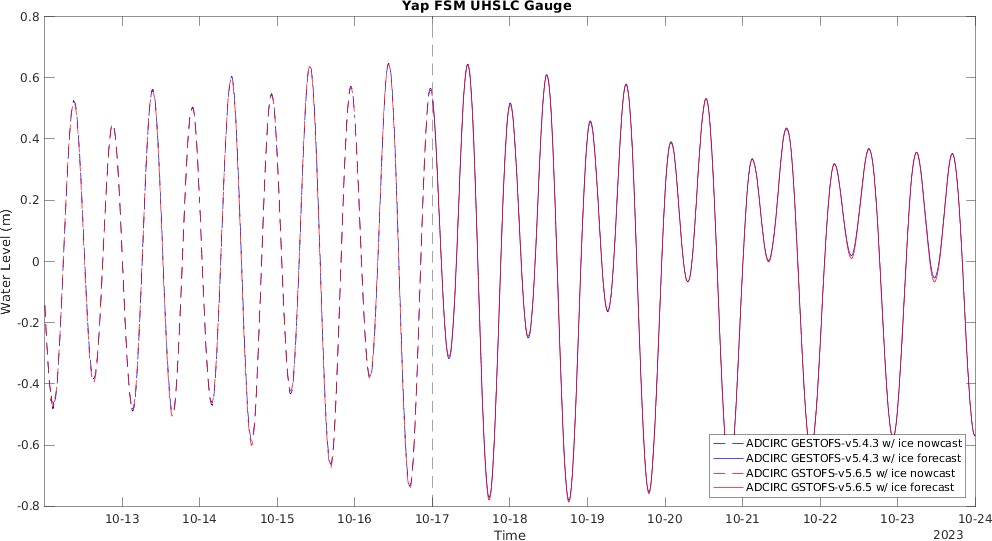 Yap FSM UHSLC Gauge
0.8
0.6
0.4
0.2
0
-0.2
-0.4
-0.6
-0.8
Water Level (m)
ADCIRC GESTOFS-v5.4.3 w/ ice nowcast
ADCIRC GESTOFS-v5.4.3 w/ ice forecast
ADCIRC GSTOFS-v5.6.5 w/ ice nowcast
ADCIRC GSTOFS-v5.6.5 w/ ice forecast
10-13 10-14 10-15 10-16 10-17 10-18 10-19 10-20 10-21 10-22 10-23 10-24
Time
2023